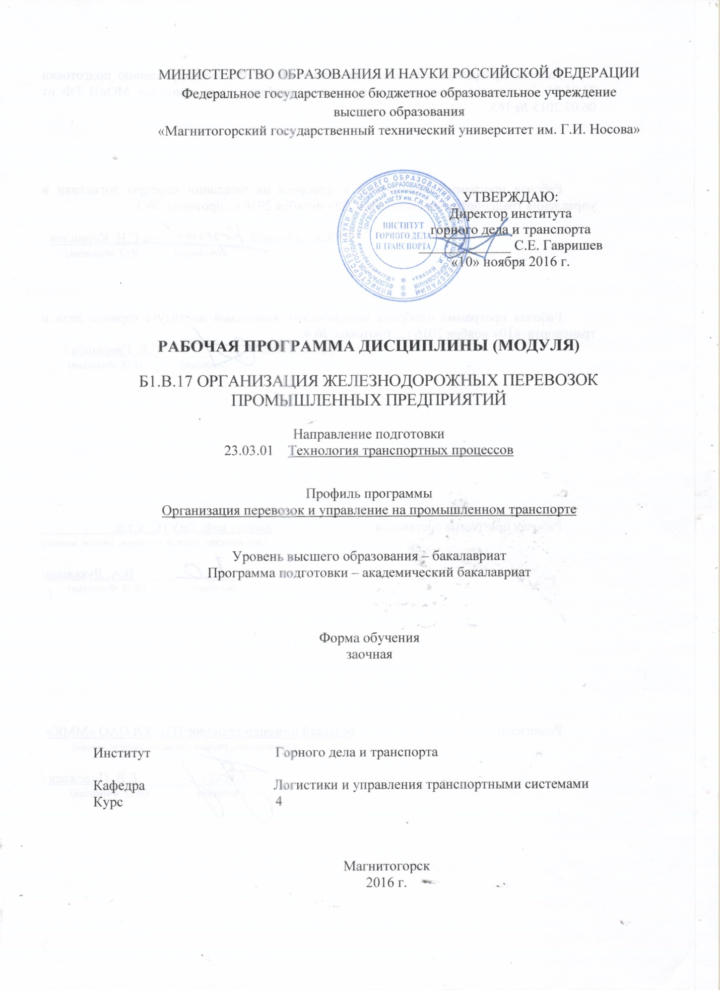 МИНИСТЕРСТВО ОБРАЗОВАНИЯ И НАУКИ РОССИЙСКОЙ ФЕДЕРАЦИИ
Федеральное государственное бюджетное образовательное учреждение
высшего образования
«Магнитогорский государственный технический университет им. Г.И. Носова»
УТВЕРЖДАЮ:
Директор института
горного дела и транспорта
С.Е. Гавришев
«10» ноября 2016 г.
ИНСТИТУТ
ГОРНОГО ДЕЛА
И ТРАНСПОРТА
РАБОЧАЯ ПРОГРАММА ДИСЦИПЛИНЫ (МОДУЛЯ)
Б1.В.17 ОРГАНИЗАЦИЯ ЖЕЛЕЗНОДОРОЖНЫХ ПЕРЕВОЗОК
ПРОМЫШЛЕННЫХ ПРЕДПРИЯТИЙ
Направление подготовки
23.03.01 Технология транспортных процессов
Профиль программы
Организация перевозок и управление на промышленном транспорте
Уровень высшего образования – бакалавриат
Программа подготовки – академический бакалавриат
Форма обучения
заочная
Институт Горного дела и транспорта
Кафедра Логистики и управления транспортными системами
Курс 4
Магнитогорск
2016 г.